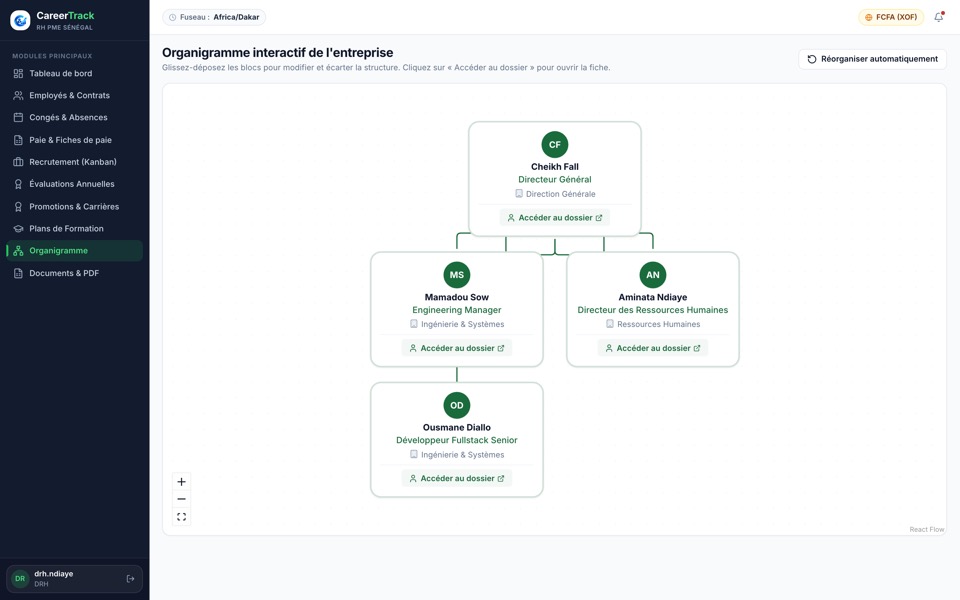 CareerTrack
RH PME SÉNÉGAL
MODULES PRINCIPAUX
Tableau de bord
Employés & Contrats
Congés & Absences
Paie & Fiches de paie
Recrutement (Kanban)
Évaluations Annuelles
Promotions & Carrières
Plans de Formation
Organigramme
Documents & PDF
DR
drh.ndiaye
DRH
Fuseau : Africa/Dakar
FCFA (XOF)
Organigramme interactif de l'entreprise
Glissez-déposez les blocs pour modifier et écarter la structure. Cliquez sur « Accéder au dossier » pour ouvrir la fiche.
Réorganiser automatiquement
CF
Cheikh Fall
Directeur Général
Direction Générale
Accéder au dossier
MS
Mamadou Sow
Engineering Manager
Ingénierie & Systèmes
Accéder au dossier
AN
Aminata Ndiaye
Directeur des Ressources Humaines
Ressources Humaines
Accéder au dossier
OD
Ousmane Diallo
Développeur Fullstack Senior
Ingénierie & Systèmes
Accéder au dossier
React Flow